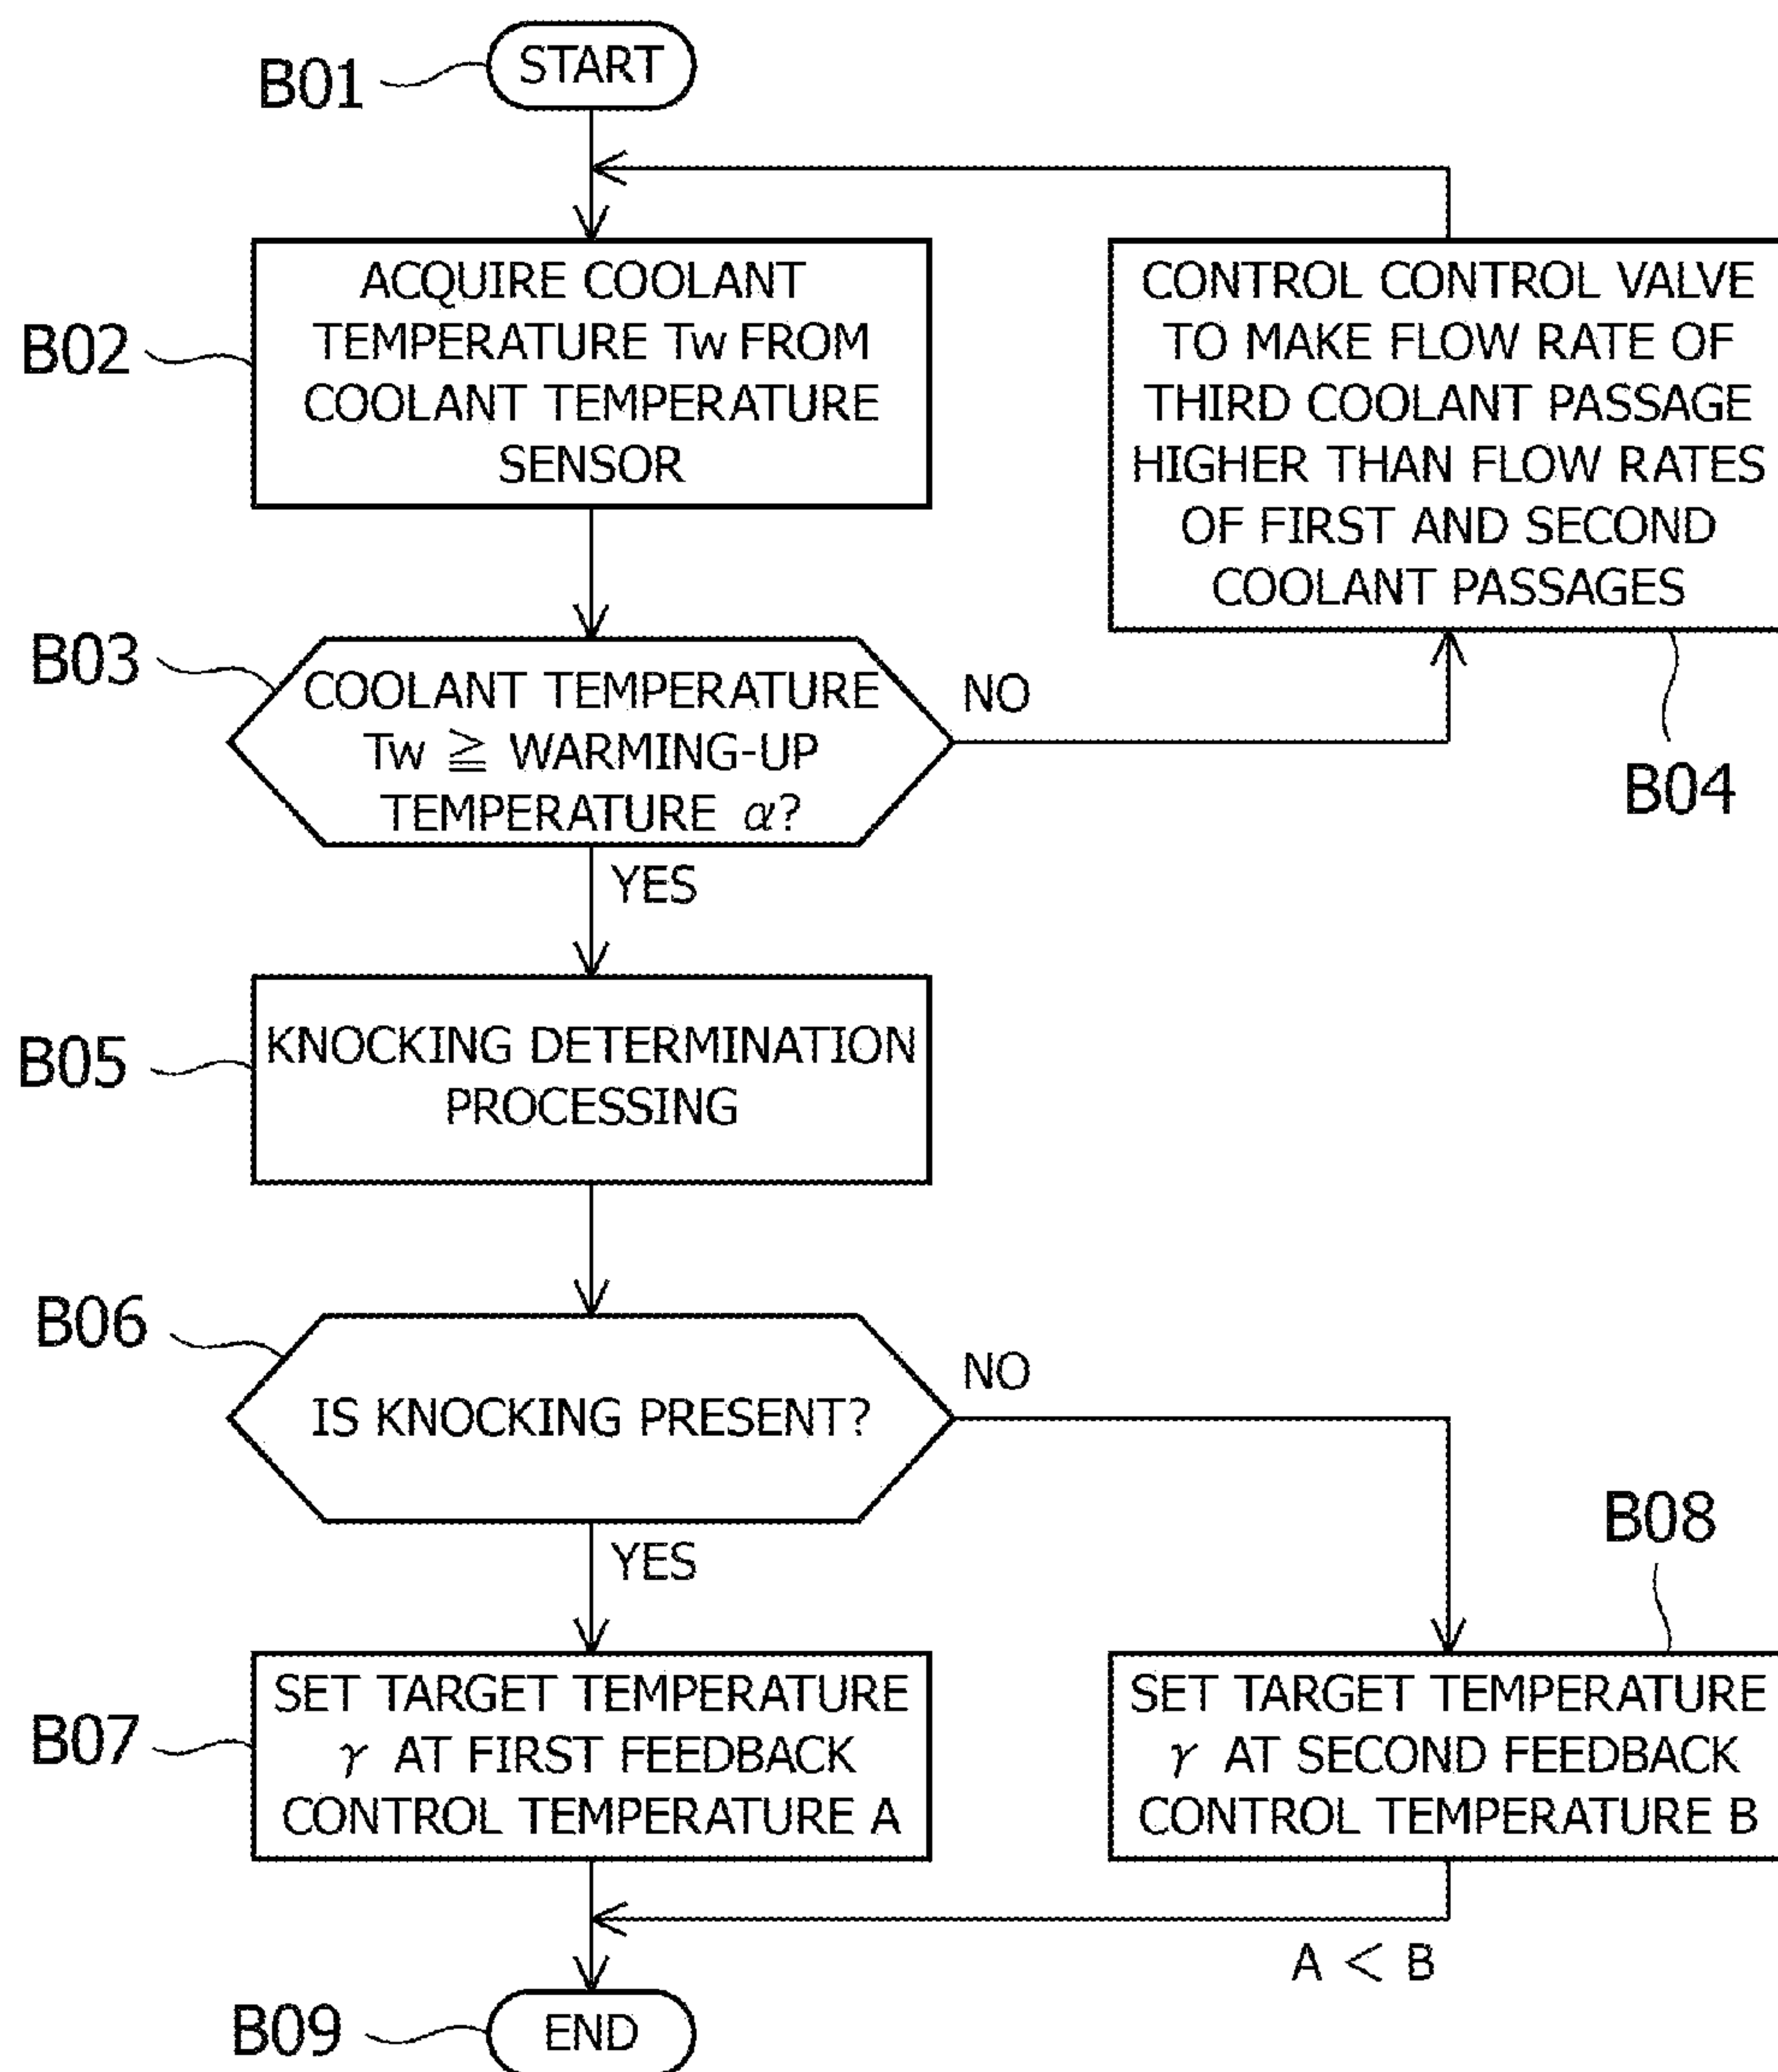 B01
START
B02
ACQUIRE COOLANT
TEMPERATURE Tw FROM
COOLANT TEMPERATURE
SENSOR
CONTROL CONTROL VALVE
TO MAKE FLOW RATE OF
THIRD COOLANT PASSAGE
HIGHER THAN FLOW RATES
OF FIRST AND SECOND
COOLANT PASSAGES
B04
B03
COOLANT TEMPERATURE
Tw ≧ WARMING-UP
TEMPERATURE α?
NO
YES
B05
KNOCKING DETERMINATION
PROCESSING
B06
IS KNOCKING PRESENT?
NO
YES
B07
SET TARGET TEMPERATURE
γ AT FIRST FEEDBACK
CONTROL TEMPERATURE A
B08
SET TARGET TEMPERATURE
γ AT SECOND FEEDBACK
CONTROL TEMPERATURE B
A < B
B09
END